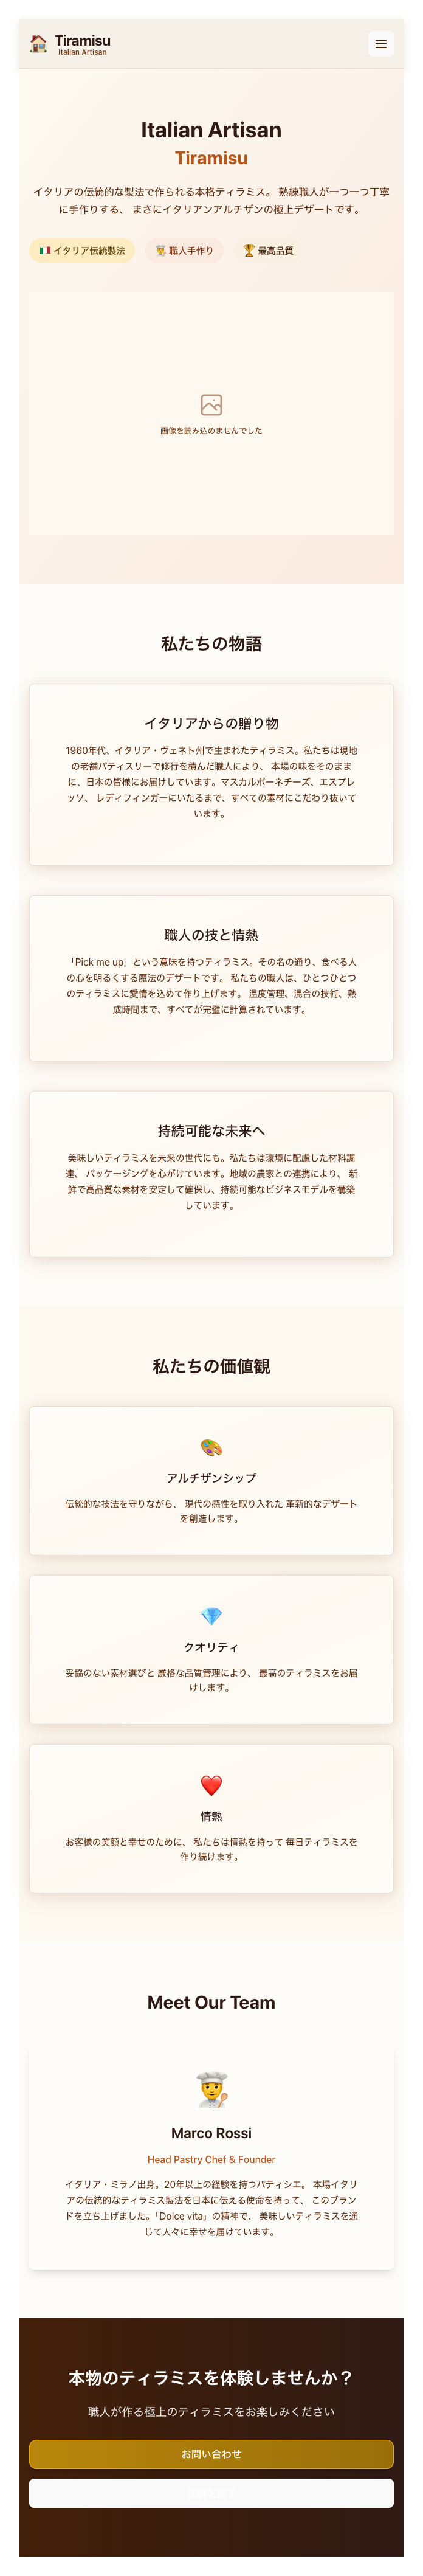 Tiramisu
Italian Artisan
Italian Artisan
Tiramisu
イタリアの伝統的な製法で作られる本格ティラミス。 熟練職人が一つ一つ丁寧
に手作りする、 まさにイタリアンアルチザンの極上デザートです。
イタリア伝統製法
職人手作り
最高品質
画像を読み込めませんでした
私たちの物語
イタリアからの贈り物
1960年代、イタリア・ヴェネト州で生まれたティラミス。私たちは現地
の老舗パティスリーで修行を積んだ職人により、 本場の味をそのまま
に、日本の皆様にお届けしています。マスカルポーネチーズ、エスプレ
ッソ、 レディフィンガーにいたるまで、すべての素材にこだわり抜いて
います。
職人の技と情熱
「Pick me up」という意味を持つティラミス。その名の通り、食べる人
の心を明るくする魔法のデザートです。 私たちの職人は、ひとつひとつ
のティラミスに愛情を込めて作り上げます。 温度管理、混合の技術、熟
成時間まで、すべてが完璧に計算されています。
持続可能な未来へ
美味しいティラミスを未来の世代にも。私たちは環境に配慮した材料調
達、 パッケージングを心がけています。地域の農家との連携により、 新
鮮で高品質な素材を安定して確保し、持続可能なビジネスモデルを構築
しています。
私たちの価値観
アルチザンシップ
伝統的な技法を守りながら、 現代の感性を取り入れた 革新的なデザート
を創造します。
クオリティ
妥協のない素材選びと 厳格な品質管理により、 最高のティラミスをお届
けします。
情熱
お客様の笑顔と幸せのために、 私たちは情熱を持って 毎日ティラミスを
作り続けます。
Meet Our Team
Marco Rossi
Head Pastry Chef & Founder
イタリア・ミラノ出身。20年以上の経験を持つパティシエ。 本場イタリ
アの伝統的なティラミス製法を日本に伝える使命を持って、 このブラン
ドを立ち上げました。「Dolce vita」の精神で、 美味しいティラミスを通
じて人々に幸せを届けています。
本物のティラミスを体験しませんか？
職人が作る極上のティラミスをお楽しみください
お問い合わせ